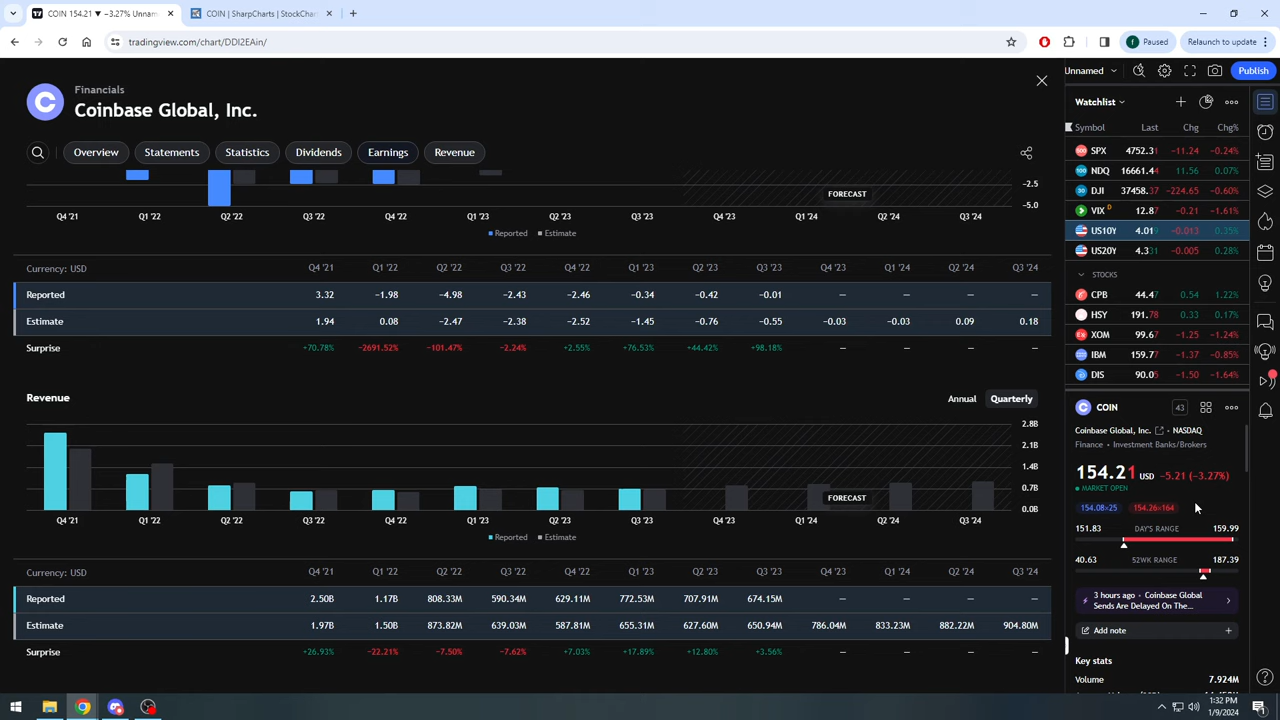 COIN 154.21 ▼ −3.27% Unnam
COIN | SharpCharts | StockChart
tradingview.com/chart/DDI2EAin/
Paused
Relaunch to update
Financials
Coinbase Global, Inc.
Unnamed
Publish
Overview
Statements
Statistics
Dividends
Earnings
Revenue
−2.5
−5.0
FORECAST
Q4 '21 Q1 '22 Q2 '22 Q3 '22 Q4 '22 Q1 '23 Q2 '23 Q3 '23 Q4 '23 Q1 '24 Q2 '24 Q3 '24
Reported Estimate
Currency: USD Q4 '21 Q1 '22 Q2 '22 Q3 '22 Q4 '22 Q1 '23 Q2 '23 Q3 '23 Q4 '23 Q1 '24 Q2 '24 Q3 '24
Reported 3.32 −1.98 −4.98 −2.43 −2.46 −0.34 −0.42 −0.01 — — — —
Estimate 1.94 0.08 −2.47 −2.38 −2.52 −1.45 −0.76 −0.55 −0.03 −0.03 0.09 0.18
Surprise +70.78% −2691.52% −101.47% −2.24% +2.55% +76.53% +44.42% +98.18% — — — —
Revenue
Annual
Quarterly
2.8B
2.1B
1.4B
0.7B
0.0B
FORECAST
Q4 '21 Q1 '22 Q2 '22 Q3 '22 Q4 '22 Q1 '23 Q2 '23 Q3 '23 Q4 '23 Q1 '24 Q2 '24 Q3 '24
Reported Estimate
Currency: USD Q4 '21 Q1 '22 Q2 '22 Q3 '22 Q4 '22 Q1 '23 Q2 '23 Q3 '23 Q4 '23 Q1 '24 Q2 '24 Q3 '24
Reported 2.50B 1.17B 808.33M 590.34M 629.11M 772.53M 707.91M 674.15M — — — —
Estimate 1.97B 1.50B 873.82M 639.03M 587.81M 655.31M 627.60M 650.94M 786.04M 833.23M 882.22M 904.80M
Surprise +26.93% −22.21% −7.50% −7.62% +7.03% +17.89% +12.80% +3.56% — — — —
Watchlist
Symbol Last Chg Chg%
SPX 4752.31 −11.24 −0.24%
NDQ 16661.44 11.56 0.07%
DJI 37458.37 −224.65 −0.60%
VIX D 12.87 −0.21 −1.61%
US10Y 4.019 −0.013 0.35%
US20Y 4.331 −0.005 0.28%
STOCKS
CPB 44.47 0.54 1.22%
HSY 191.78 0.33 0.17%
XOM 99.67 −1.25 −1.24%
IBM 159.77 −1.37 −0.85%
DIS 90.05 −1.50 −1.64%
COIN 43
Coinbase Global, Inc. • NASDAQ
Finance • Investment Banks/Brokers
154.21 USD −5.21 (−3.27%)
MARKET OPEN
154.08×25 154.26×164
151.83 DAY'S RANGE 159.99
40.63 52WK RANGE 187.39
3 hours ago • Coinbase Global
Sends Are Delayed On The…
Add note
Key stats
Volume 7.924M
1:32 PM
1/9/2024